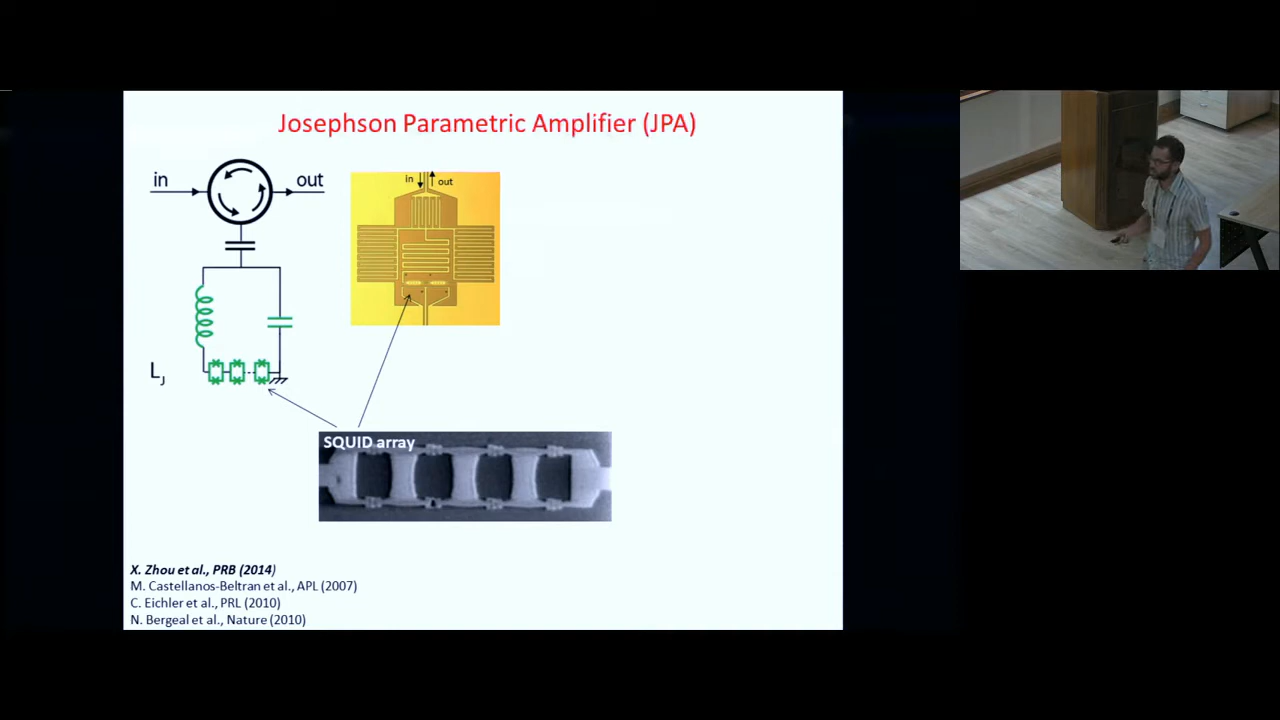 Josephson Parametric Amplifier (JPA)
in
out
in
out
LJ
SQUID array
X. Zhou et al., PRB (2014)
M. Castellanos-Beltran et al., APL (2007)
C. Eichler et al., PRL (2010)
N. Bergeal et al., Nature (2010)